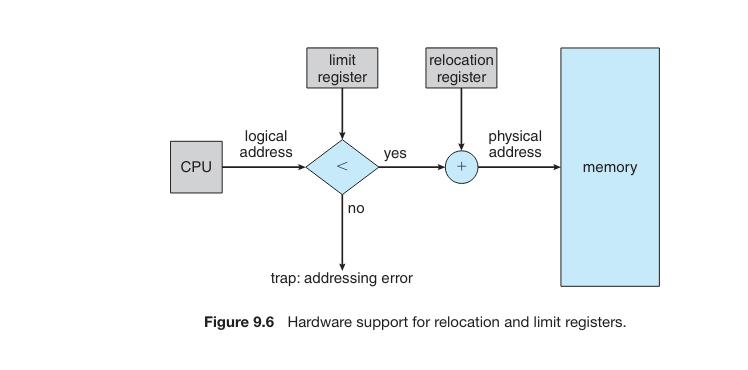 limit
register
relocation
register
logical
address
physical
address
CPU
<
yes
+
memory
no
trap: addressing error
Figure 9.6 Hardware support for relocation and limit registers.